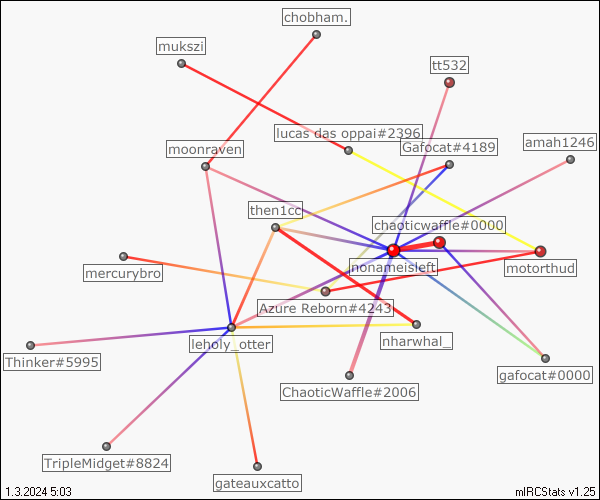 chobham.
mukszi
tt532
lucas das oppai#2396
amah1246
Gafocat#4189
moonraven
then1cc
chaoticwaffle#0000
nonameisleft
motorthud
mercurybro
Azure Reborn#4243
leholy_otter
nharwhal_
Thinker#5995
gafocat#0000
ChaoticWaffle#2006
TripleMidget#8824
gateauxcatto
1.3.2024 5:03
mIRCStats v1.25